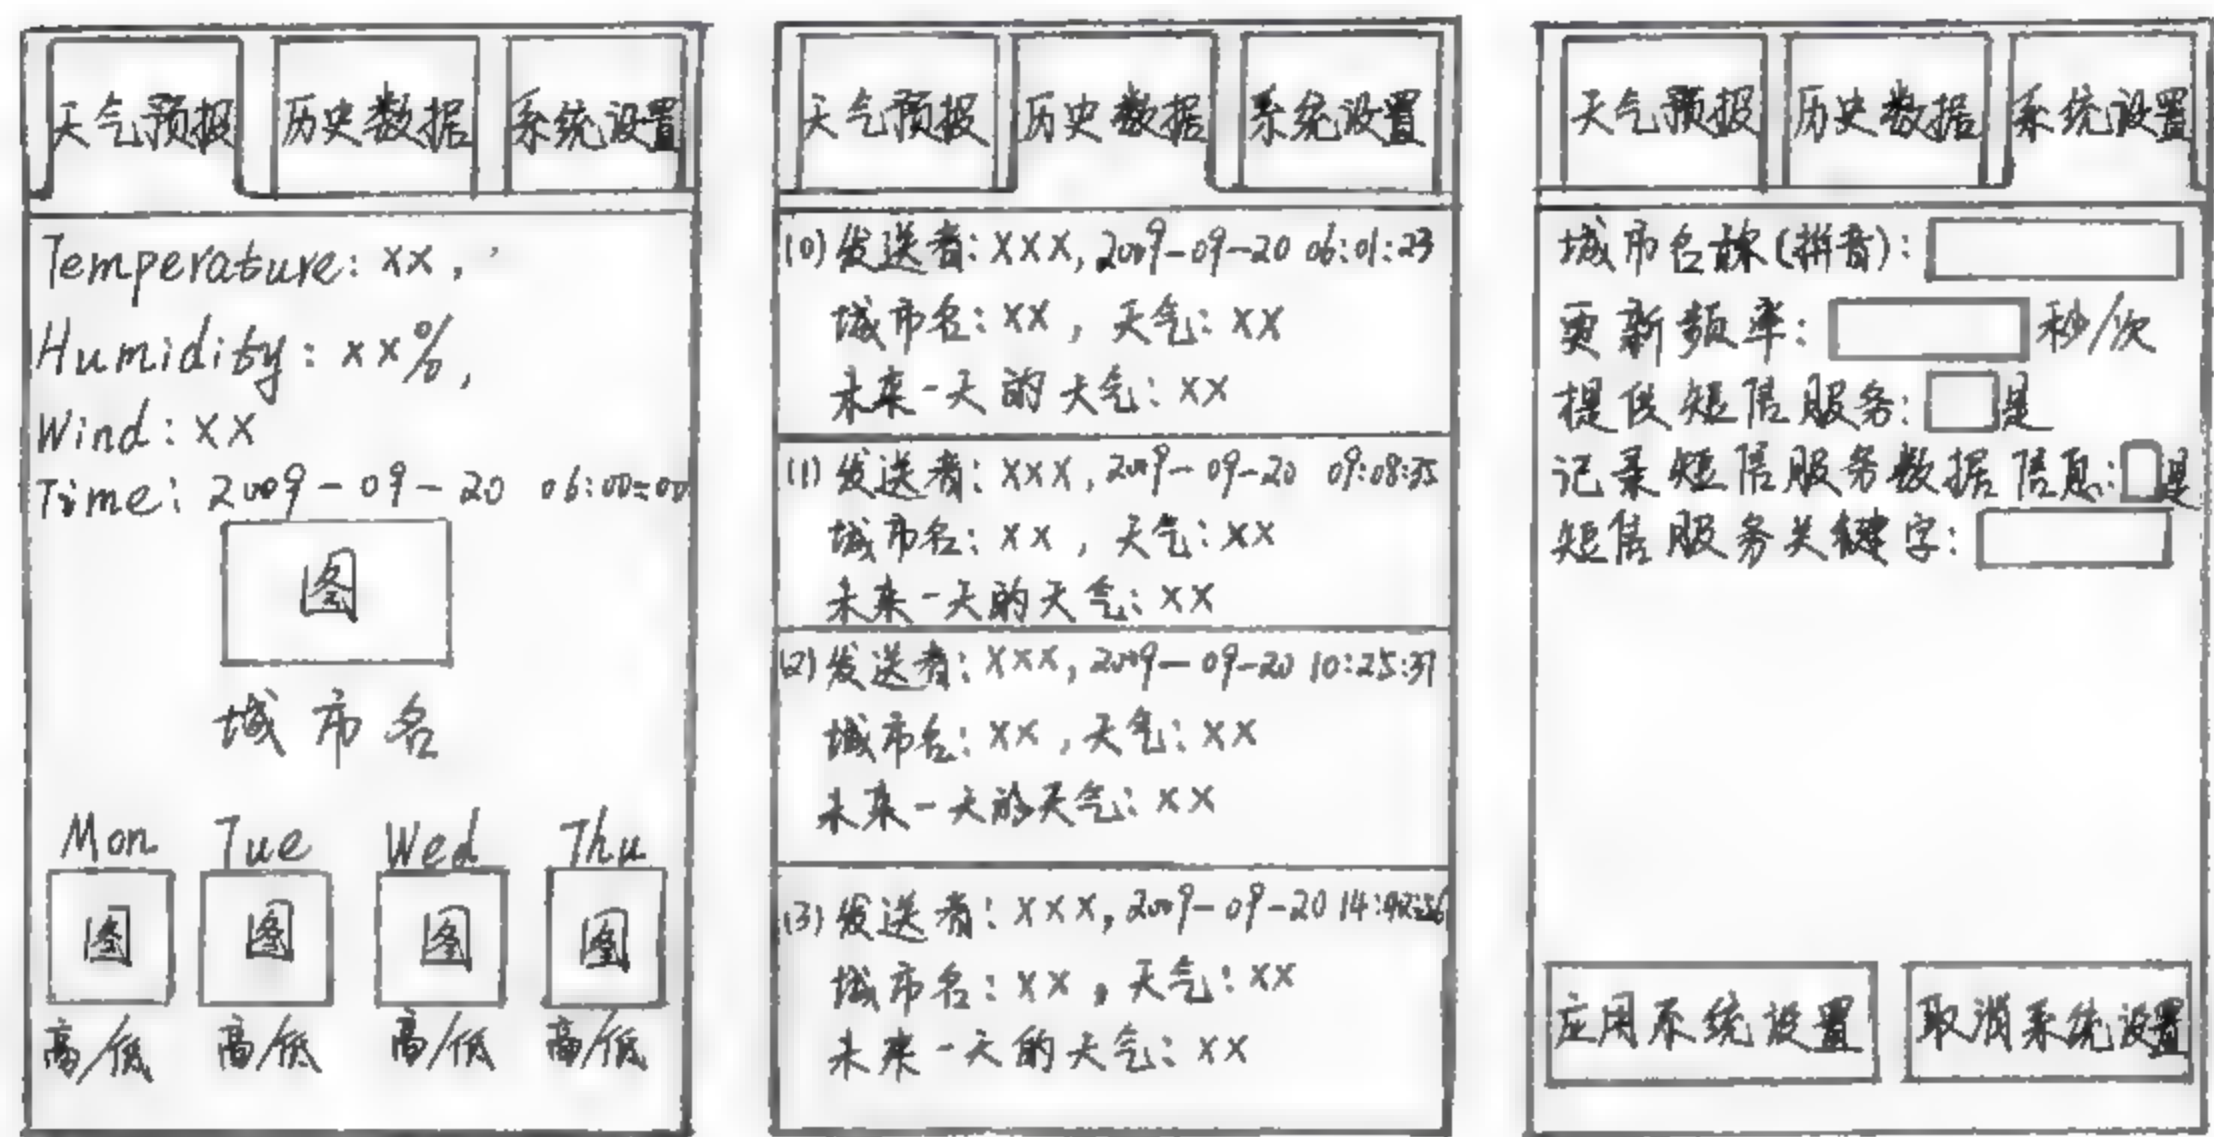 天气预报 历史数据 系统设置
Temperature: xx,
Humidity: xx%,
Wind: xx
Time: 2009-09-20 06:00:00
图
城市名
Mon Tue Wed Thu
图 图 图 图
高/低 高/低 高/低 高/低
天气预报 历史数据 系统设置
(0) 发送者: XXX, 2009-09-20 06:01:23
城市名: XX, 天气: XX
未来一天的天气: XX
(1) 发送者: XXX, 2009-09-20 09:08:35
城市名: XX, 天气: XX
未来一天的天气: XX
(2) 发送者: XXX, 2009-09-20 10:25:37
城市名: XX, 天气: XX
未来一天的天气: XX
(3) 发送者: XXX, 2009-09-20
城市名: XX, 天气: XX
未来一天的天气: XX
天气预报 历史数据 系统设置
城市名称(拼音):
更新频率: 秒/次
提供短信服务: 是
记录短信服务数据信息: 是
短信服务关键字:
应用系统设置 取消系统设置